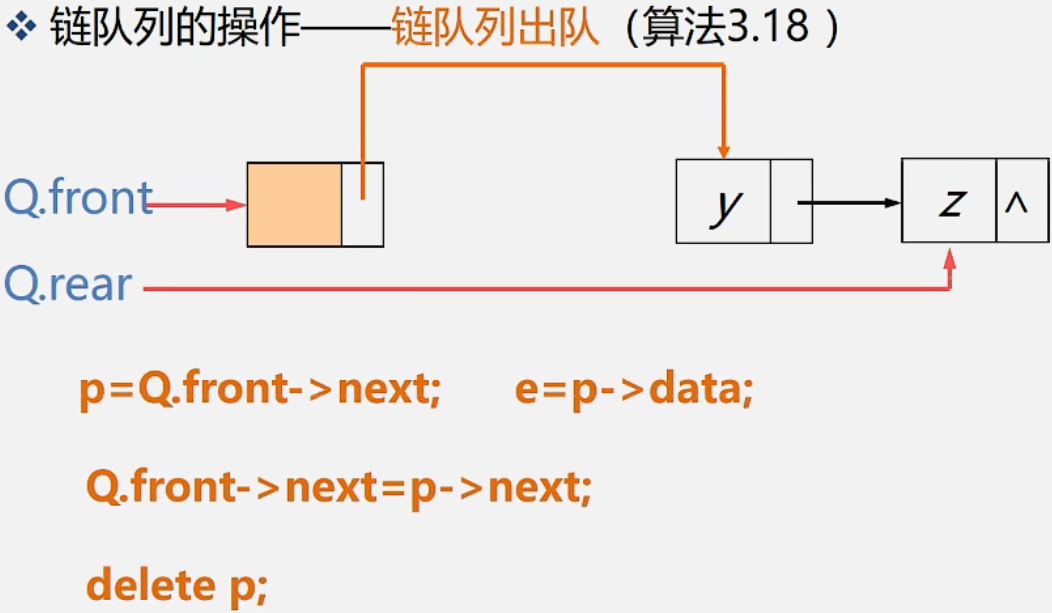 ❖ 链队列的操作——链队列出队（算法3.18 ）
Q.front
y
z ^
Q.rear
p=Q.front->next; e=p->data;
Q.front->next=p->next;
delete p;